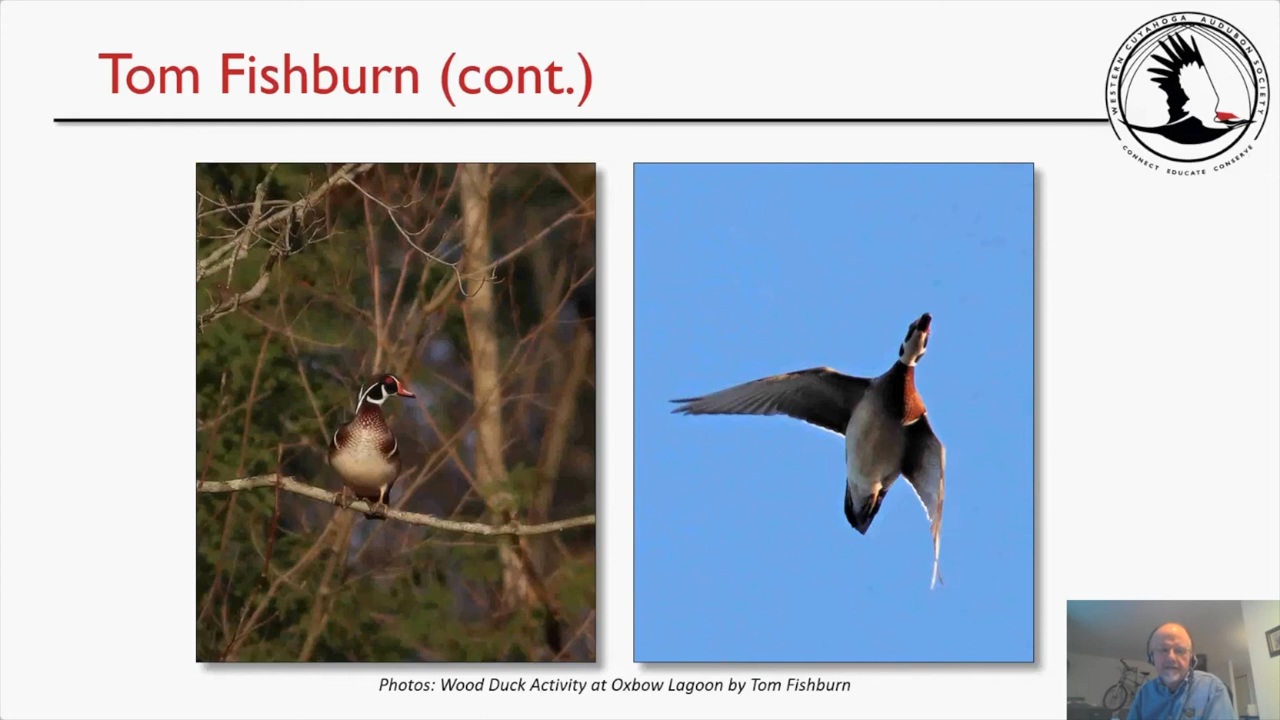 Tom Fishburn (cont.)
WESTERN CUYAHOGA AUDUBON SOCIETY
CONNECT EDUCATE CONSERVE
Photos: Wood Duck Activity at Oxbow Lagoon by Tom Fishburn